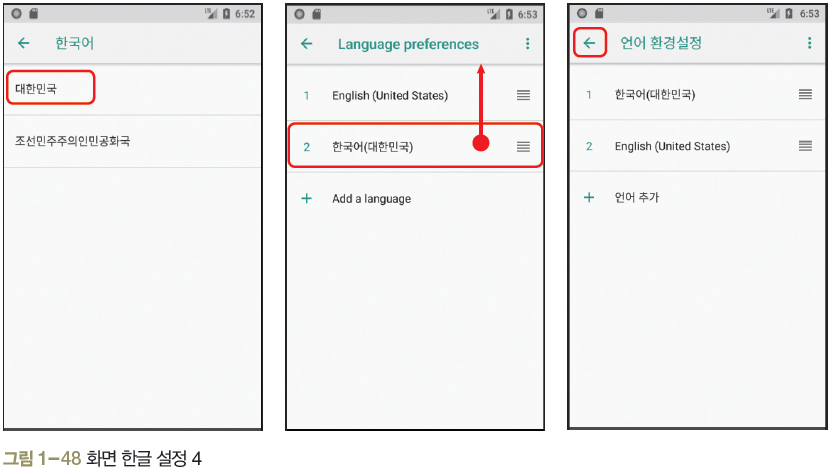 6:52
한국어
대한민국
조선민주주의인민공화국
LTE 6:53
Language preferences
1 English (United States)
2 한국어(대한민국)
+ Add a language
LTE 6:53
언어 환경설정
1 한국어(대한민국)
2 English (United States)
+ 언어 추가
그림 1-48 화면 한글 설정 4